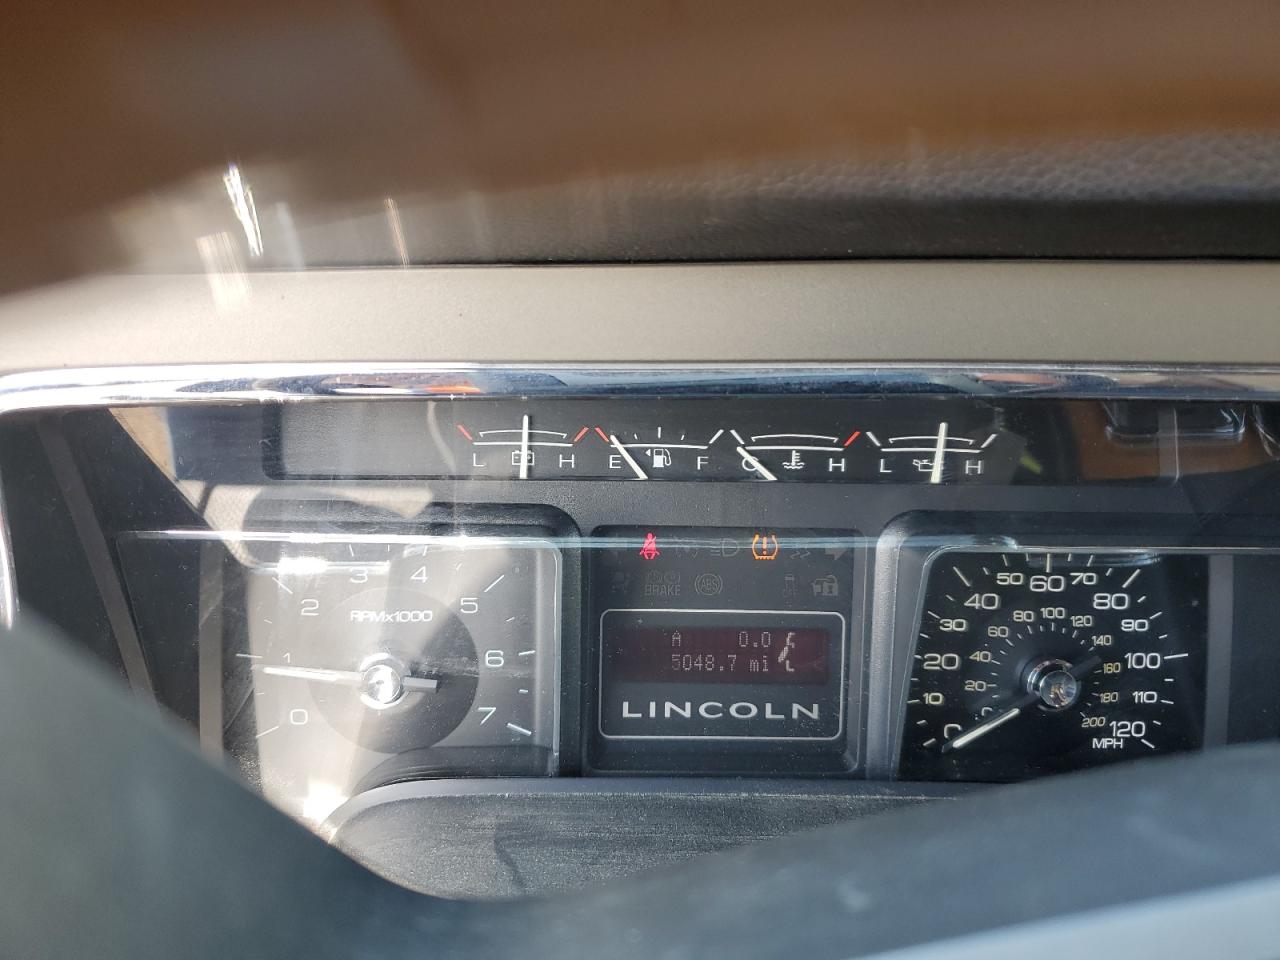 L H E F C H L H
3 4
2 5
RPMx1000
1 6
0 7
BRAKE ABS OFF
A 0.0
5048.7 mi
LINCOLN
0 10 20 30 40 50 60 70 80 90 100 110 120
MPH
20 40 60 80 100 120 140 160 180 200